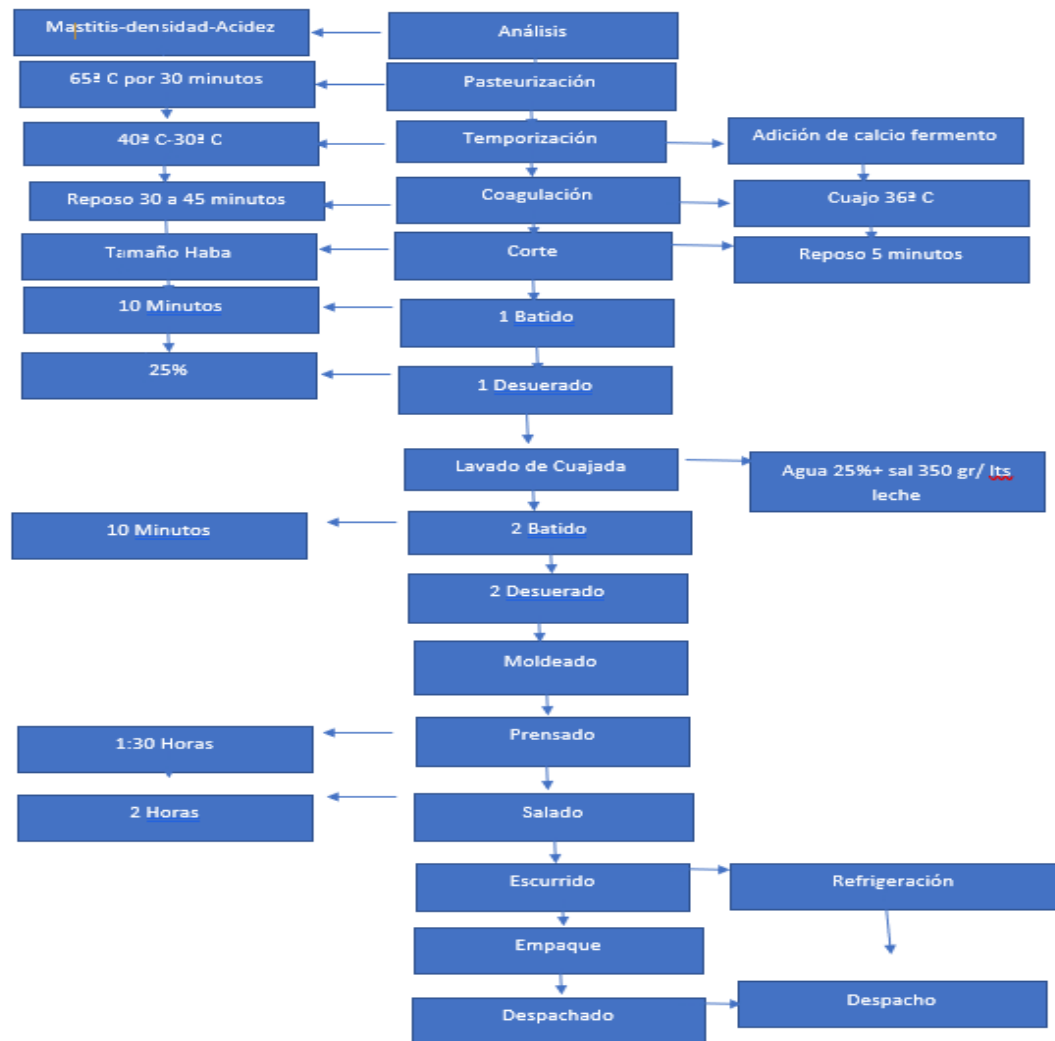 Mastitis-densidad-Acidez
Análisis
65ª C por 30 minutos
Pasteurización
40ª C-30ª C
Temporización
Adición de calcio fermento
Reposo 30 a 45 minutos
Coagulación
Cuajo 36ª C
Tamaño Haba
Corte
Reposo 5 minutos
10 Minutos
1 Batido
25%
1 Desuerado
Lavado de Cuajada
Agua 25%+ sal 350 gr/ lts
leche
10 Minutos
2 Batido
2 Desuerado
Moldeado
1:30 Horas
Prensado
2 Horas
Salado
Escurrido
Refrigeración
Empaque
Despachado
Despacho